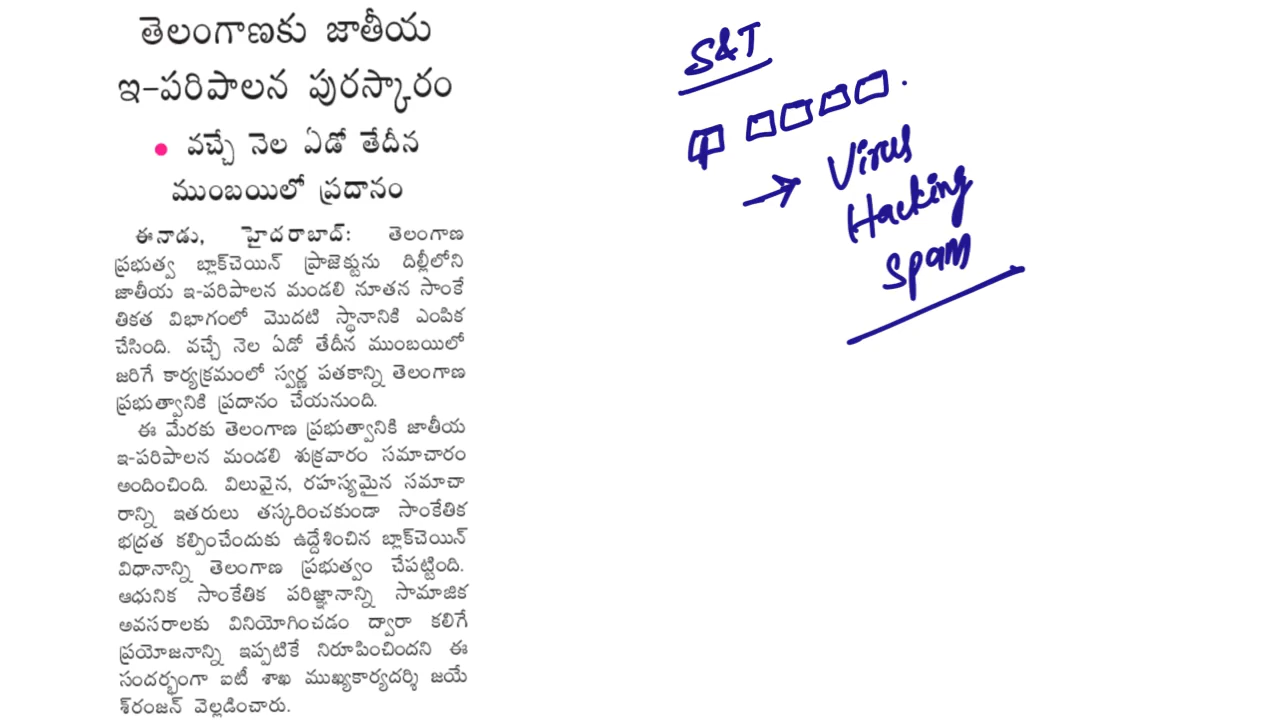 తెలంగాణకు జాతీయ
ఇ-పరిపాలన పురస్కారం
• వచ్చే నెల ఏడో తేదీన
ముంబయిలో ప్రదానం
ఈనాడు, హైదరాబాద్: తెలంగాణ
ప్రభుత్వ బ్లాక్‌చెయిన్ ప్రాజెక్టును దిల్లీలోని
జాతీయ ఇ-పరిపాలన మండలి నూతన సాంకే
తికత విభాగంలో మొదటి స్థానానికి ఎంపిక
చేసింది. వచ్చే నెల ఏడో తేదీన ముంబయిలో
జరిగే కార్యక్రమంలో స్వర్ణ పతకాన్ని తెలంగాణ
ప్రభుత్వానికి ప్రదానం చేయనుంది.
ఈ మేరకు తెలంగాణ ప్రభుత్వానికి జాతీయ
ఇ-పరిపాలన మండలి శుక్రవారం సమాచారం
అందించింది. విలువైన, రహస్యమైన సమాచా
రాన్ని ఇతరులు తస్కరించకుండా సాంకేతిక
భద్రత కల్పించేందుకు ఉద్దేశించిన బ్లాక్‌చెయిన్
విధానాన్ని తెలంగాణ ప్రభుత్వం చేపట్టింది.
ఆధునిక సాంకేతిక పరిజ్ఞానాన్ని సామాజిక
అవసరాలకు వినియోగించడం ద్వారా కలిగే
ప్రయోజనాన్ని ఇప్పటికే నిరూపించిందని ఈ
సందర్భంగా ఐటీ శాఖ ముఖ్యకార్యదర్శి జయే
శ్‌రంజన్ వెల్లడించారు.
S&T
Virus
Hacking
Spam